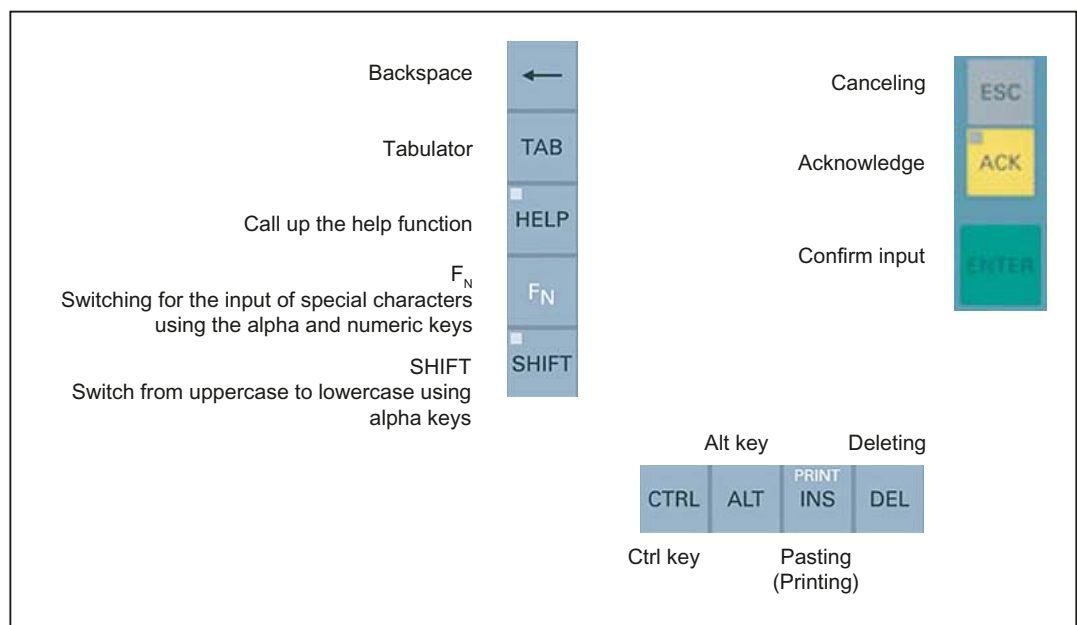 Backspace
Tabulator
TAB
Call up the help function
HELP
FN
Switching for the input of special characters
using the alpha and numeric keys
FN
SHIFT
Switch from uppercase to lowercase using
alpha keys
SHIFT
Canceling
ESC
Acknowledge
ACK
Confirm input
ENTER
Alt key
Deleting
CTRL
ALT
PRINT
INS
DEL
Ctrl key
Pasting
(Printing)